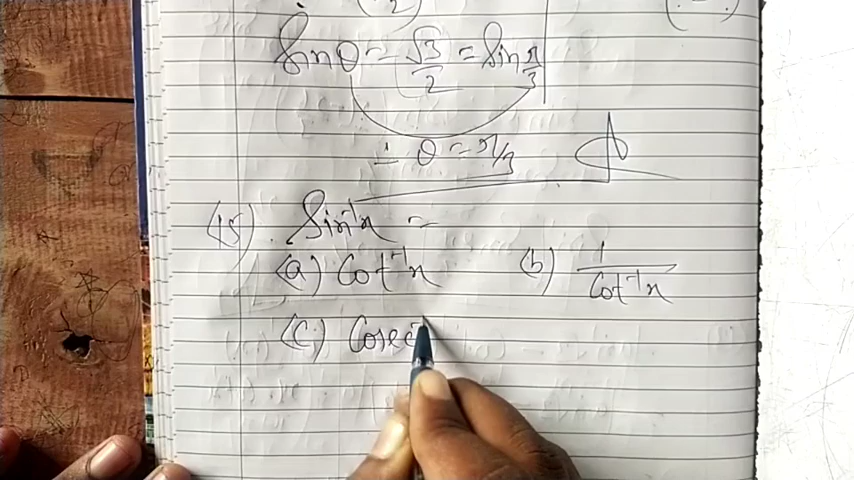 Sinθ = √3/2 = Sin π/3
∴ θ = π/3
(15). Sin⁻¹x =
(a) Cot⁻¹x (b) 1/Cot⁻¹x
(c) Cosec